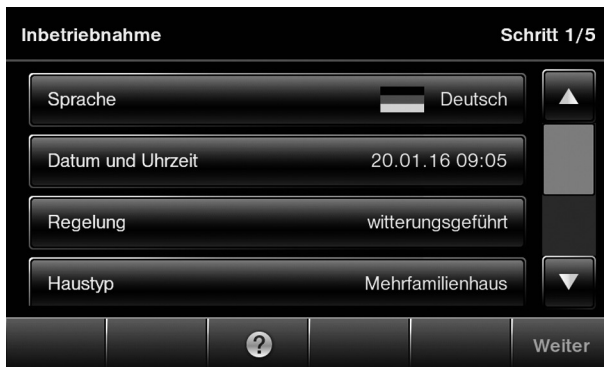 Inbetriebnahme Schritt 1/5
Sprache Deutsch
Datum und Uhrzeit 20.01.16 09:05
Regelung witterungsgeführt
Haustyp Mehrfamilienhaus
? Weiter